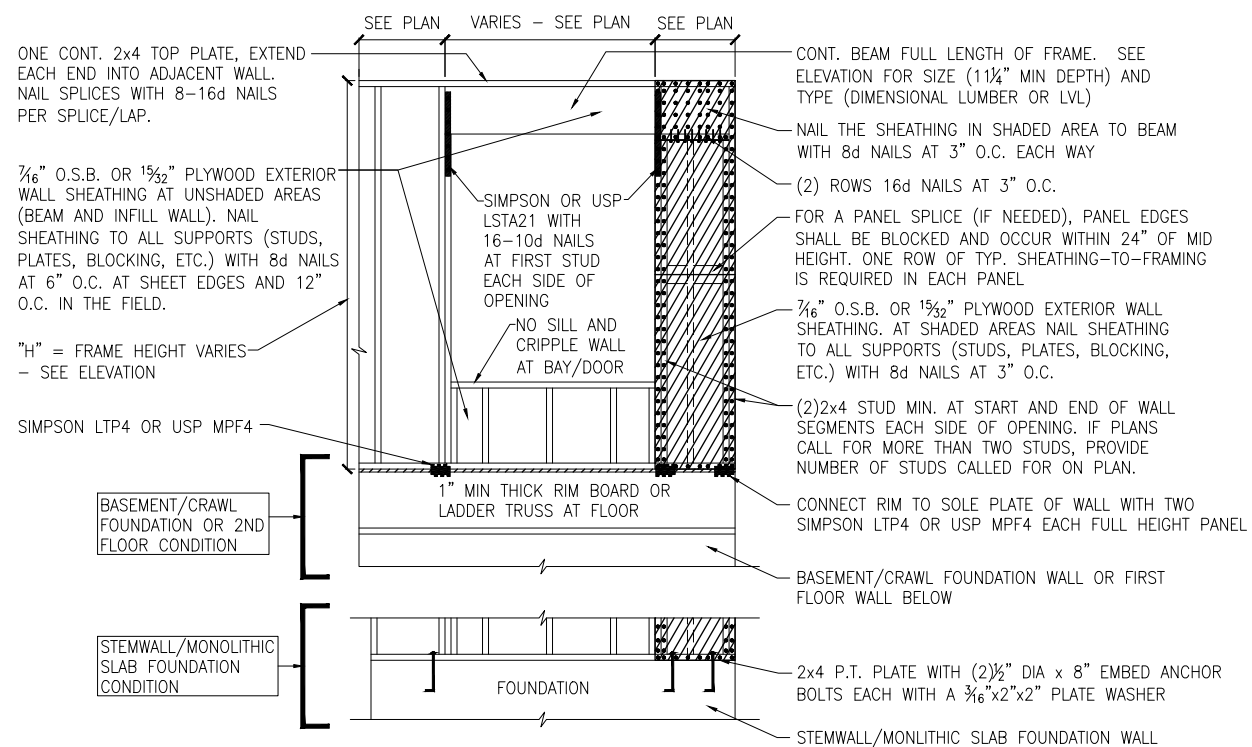 SEE PLAN
VARIES - SEE PLAN
SEE PLAN
ONE CONT. 2x4 TOP PLATE, EXTEND
EACH END INTO ADJACENT WALL.
NAIL SPLICES WITH 8-16d NAILS
PER SPLICE/LAP.
7/16" O.S.B. OR 15/32" PLYWOOD EXTERIOR
WALL SHEATHING AT UNSHADED AREAS
(BEAM AND INFILL WALL). NAIL
SHEATHING TO ALL SUPPORTS (STUDS,
PLATES, BLOCKING, ETC.) WITH 8d NAILS
AT 6" O.C. AT SHEET EDGES AND 12"
O.C. IN THE FIELD.
"H" = FRAME HEIGHT VARIES
- SEE ELEVATION
SIMPSON LTP4 OR USP MPF4
BASEMENT/CRAWL
FOUNDATION OR 2ND
FLOOR CONDITION
STEMWALL/MONOLITHIC
SLAB FOUNDATION
CONDITION
SIMPSON OR USP
LSTA21 WITH
16-10d NAILS
AT FIRST STUD
EACH SIDE OF
OPENING
NO SILL AND
CRIPPLE WALL
AT BAY/DOOR
1" MIN THICK RIM BOARD OR
LADDER TRUSS AT FLOOR
FOUNDATION
CONT. BEAM FULL LENGTH OF FRAME. SEE
ELEVATION FOR SIZE (11¼" MIN DEPTH) AND
TYPE (DIMENSIONAL LUMBER OR LVL)
NAIL THE SHEATHING IN SHADED AREA TO BEAM
WITH 8d NAILS AT 3" O.C. EACH WAY
(2) ROWS 16d NAILS AT 3" O.C.
FOR A PANEL SPLICE (IF NEEDED), PANEL EDGES
SHALL BE BLOCKED AND OCCUR WITHIN 24" OF MID
HEIGHT. ONE ROW OF TYP. SHEATHING-TO-FRAMING
IS REQUIRED IN EACH PANEL
7/16" O.S.B. OR 15/32" PLYWOOD EXTERIOR WALL
SHEATHING. AT SHADED AREAS NAIL SHEATHING
TO ALL SUPPORTS (STUDS, PLATES, BLOCKING,
ETC.) WITH 8d NAILS AT 3" O.C.
(2)2x4 STUD MIN. AT START AND END OF WALL
SEGMENTS EACH SIDE OF OPENING. IF PLANS
CALL FOR MORE THAN TWO STUDS, PROVIDE
NUMBER OF STUDS CALLED FOR ON PLAN.
CONNECT RIM TO SOLE PLATE OF WALL WITH TWO
SIMPSON LTP4 OR USP MPF4 EACH FULL HEIGHT PANEL
BASEMENT/CRAWL FOUNDATION WALL OR FIRST
FLOOR WALL BELOW
2x4 P.T. PLATE WITH (2)½" DIA x 8" EMBED ANCHOR
BOLTS EACH WITH A 3/16"x2"x2" PLATE WASHER
STEMWALL/MONLITHIC SLAB FOUNDATION WALL